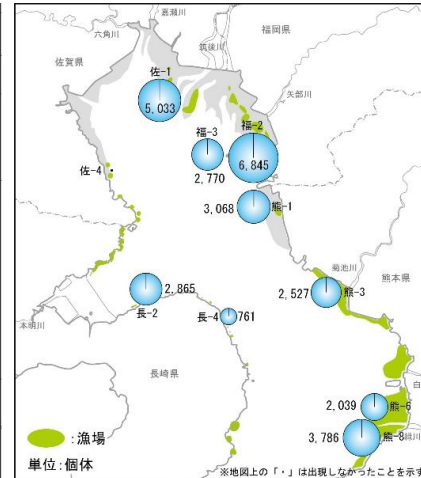 嘉瀬川
六角川
筑後川
福岡県
佐賀県
矢部川
佐-1
5,033
福-2
6,845
福-3
2,770
佐-4
3,068
熊-1
菊池川
熊本県
2,865
長-2
2,527
熊-3
本明川
長-4
761
長崎県
白
2,039
熊-6
緑川
3,786
熊-8
:漁場
単位:個体
※地図上の「・」は出現しなかったことを示す